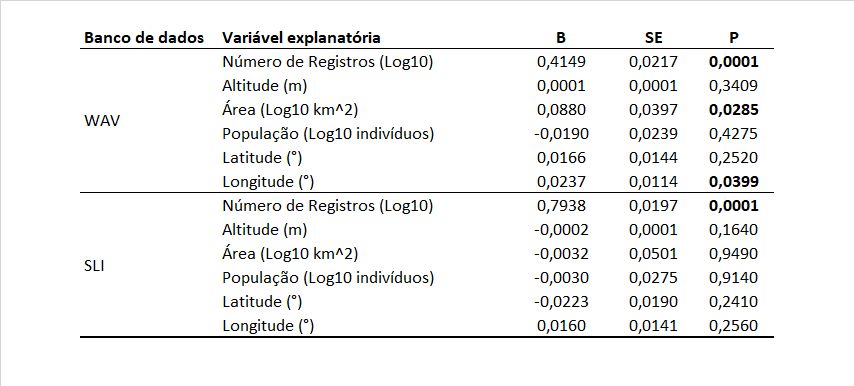 Banco de dados Variável explanatória B SE P
Número de Registros (Log10) 0,4149 0,0217 0,0001
Altitude (m) 0,0001 0,0001 0,3409
Área (Log10 km^2) 0,0880 0,0397 0,0285
WAV
População (Log10 indivíduos) -0,0190 0,0239 0,4275
Latitude (°) 0,0166 0,0144 0,2520
Longitude (°) 0,0237 0,0114 0,0399
Número de Registros (Log10) 0,7938 0,0197 0,0001
Altitude (m) -0,0002 0,0001 0,1640
Área (Log10 km^2) -0,0032 0,0501 0,9490
SLI
População (Log10 indivíduos) -0,0030 0,0275 0,9140
Latitude (°) -0,0223 0,0190 0,2410
Longitude (°) 0,0160 0,0141 0,2560